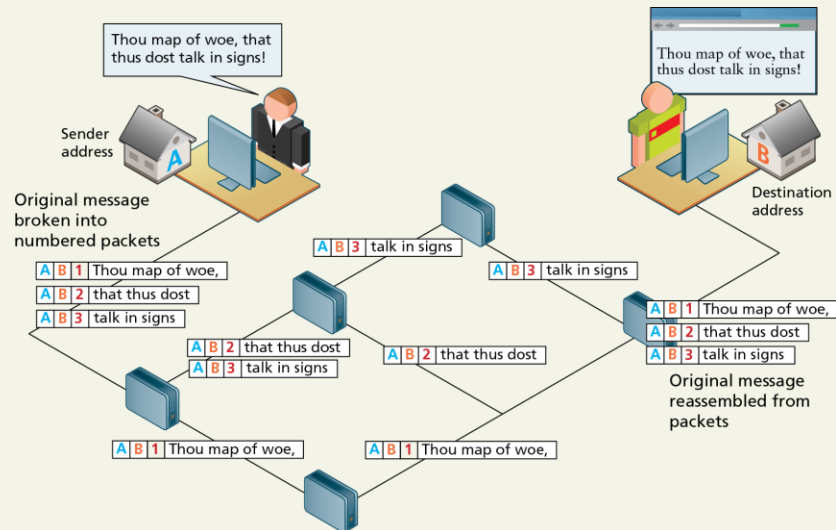 Thou map of woe, that
thus dost talk in signs!
Thou map of woe, that
thus dost talk in signs!
Sender
address
A
B
Destination
address
Original message
broken into
numbered packets
A B 1 Thou map of woe,
A B 2 that thus dost
A B 3 talk in signs
A B 3 talk in signs
A B 3 talk in signs
A B 2 that thus dost
A B 3 talk in signs
A B 2 that thus dost
A B 1 Thou map of woe,
A B 2 that thus dost
A B 3 talk in signs
Original message
reassembled from
packets
A B 1 Thou map of woe,
A B 1 Thou map of woe,